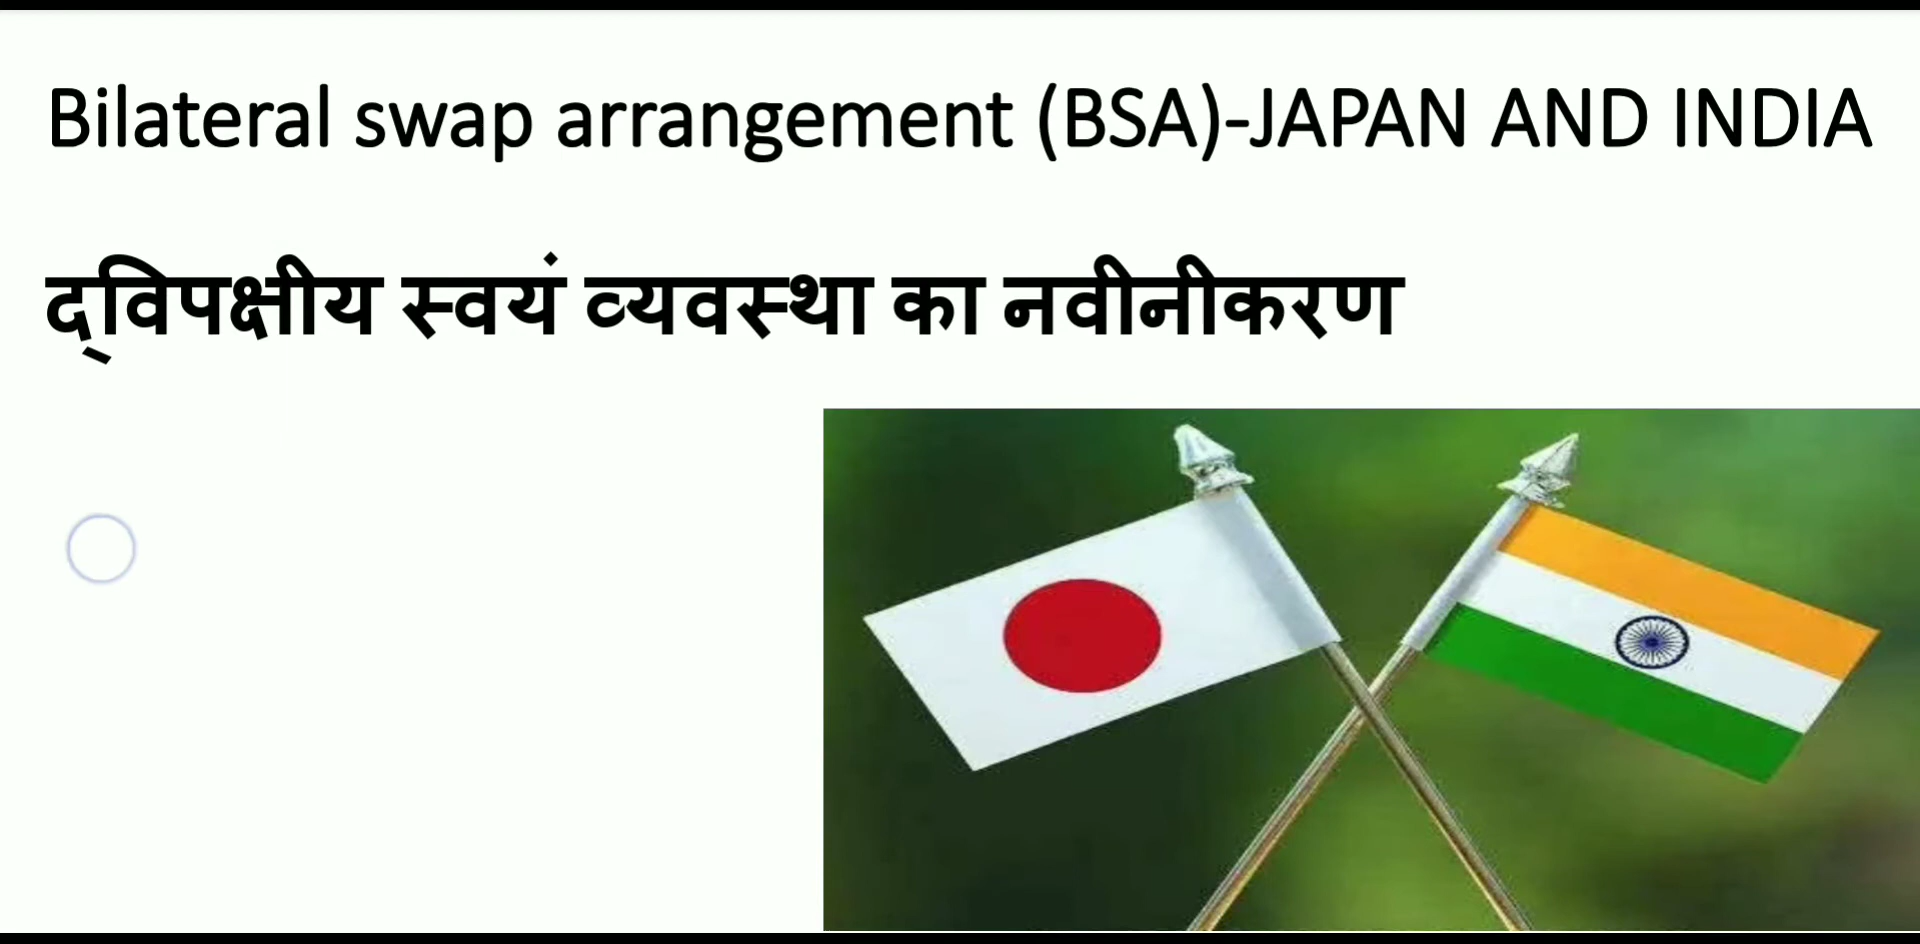 Bilateral swap arrangement (BSA)-JAPAN AND INDIA
द्विपक्षीय स्वयं व्यवस्था का नवीनीकरण